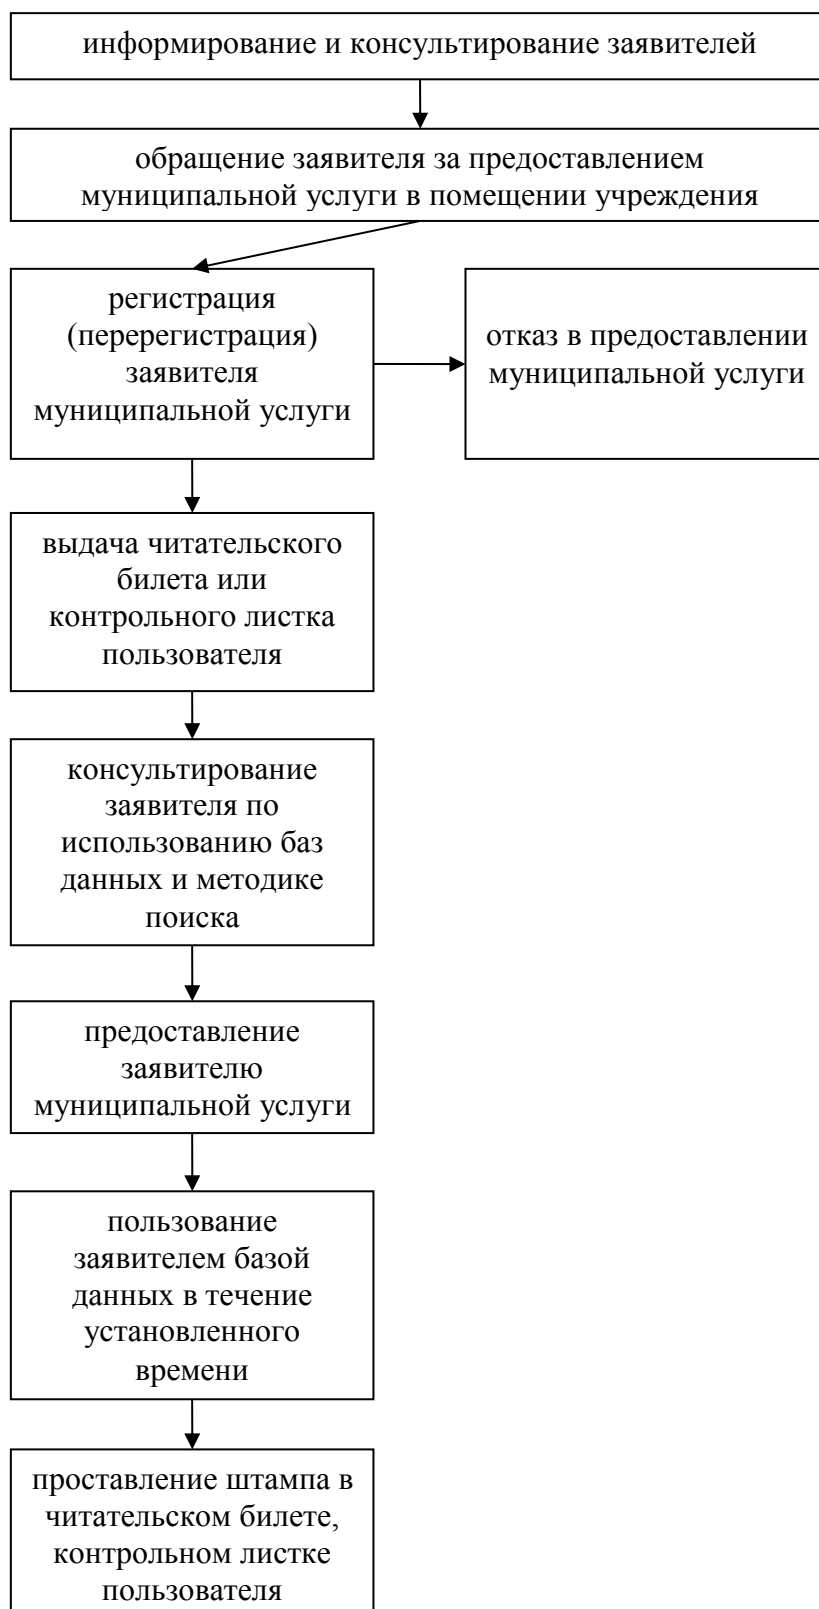 информирование и консультирование заявителей
обращение заявителя за предоставлением
муниципальной услуги в помещении учреждения
регистрация
(перерегистрация)
заявителя
муниципальной услуги
отказ в предоставлении
муниципальной услуги
выдача читательского
билета или
контрольного листка
пользователя
консультирование
заявителя по
использованию баз
данных и методике
поиска
предоставление
заявителю
муниципальной услуги
пользование
заявителем базой
данных в течение
установленного
времени
проставление штампа в
читательском билете,
контрольном листке
пользователя